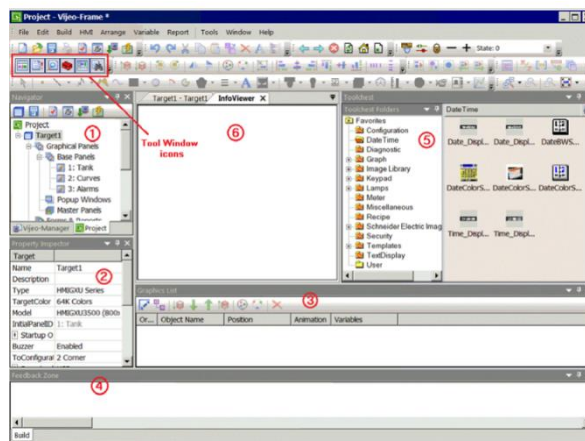 Project - Vijeo-Frame *
File Edit Build HMI Arrange Variable Report Tools Window Help
State: 0
Navigator
Project
Target1
Graphical Panels
Base Panels
1: Tank
2: Curves
3: Alarms
Popup Windows
Master Panels
Forms & Reports
Vijeo-Manager Project
1
Tool Window
icons
Target1 - Target1 InfoViewer X
6
Toolchest
Toolchest Folders
Favorites
Configuration
DateTime
Diagnostic
Graph
Image Library
Keypad
Lamps
Meter
Miscellaneous
Recipe
Schneider Electric Imag
Security
Templates
TextDisplay
User
5
DateTime
Date_Displ... Date_Displ... DateBWS...
DateColorS... DateColorS... DateColorS...
Time_Displ... Time_Displ...
Property Inspector
Target
Name Target1
Description
Type HMIGXU Series
TargetColor 64K Colors
Model HMIGXU3500 (800x
InitialPanelID 1: Tank
Startup O
Buzzer Enabled
ToConfigurat 2 Corner
2
Graphics List
3
Or... Object Name Position Animation Variables
Feedback Zone
4
Build